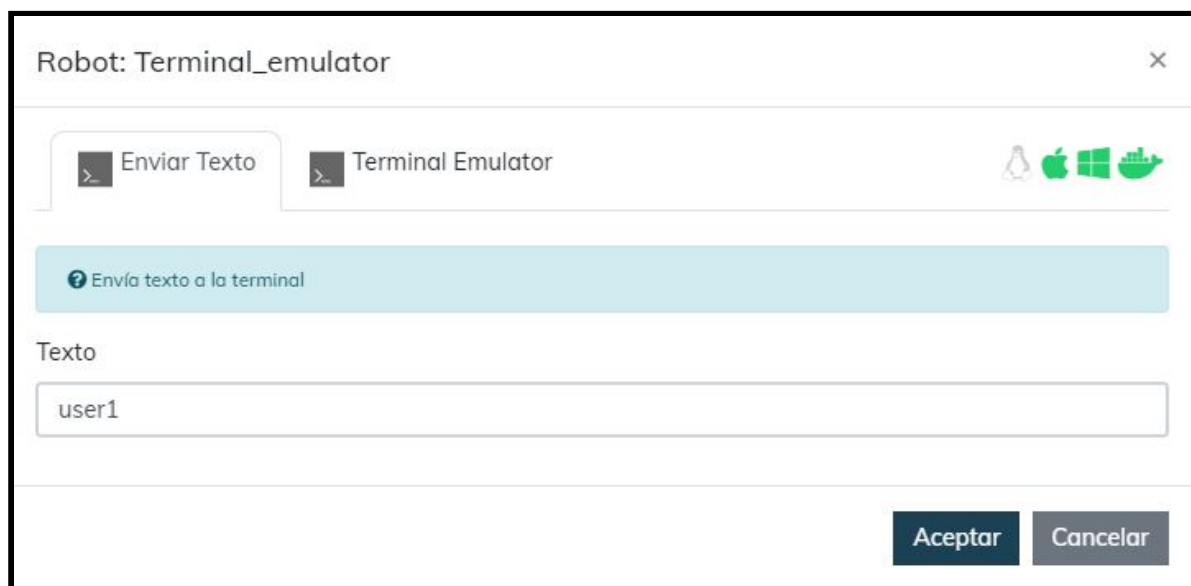 Robot: Terminal_emulator ×
>_ Enviar Texto >_ Terminal Emulator
Envía texto a la terminal
Texto
user1
Aceptar Cancelar